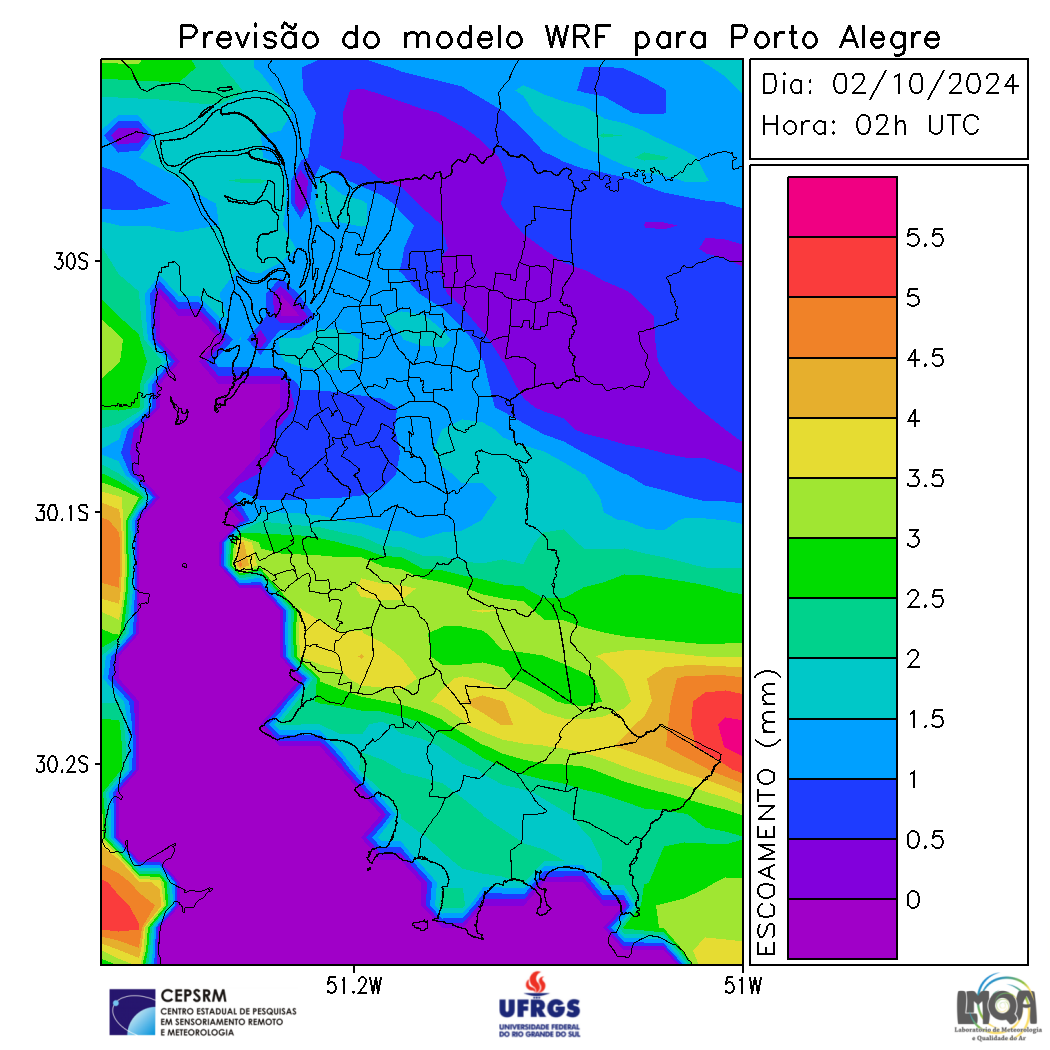 Previsão do modelo WRF para Porto Alegre
Dia: 02/10/2024
Hora: 02h UTC
5.5
5
4.5
4
3.5
3
2.5
2
1.5
1
0.5
0
ESCOAMENTO (mm)
30S
30.1S
30.2S
51.2W
51W
CEPSRM
CENTRO ESTADUAL DE PESQUISAS
EM SENSORIAMENTO REMOTO
E METEOROLOGIA
UFRGS
UNIVERSIDADE FEDERAL
DO RIO GRANDE DO SUL
LMQA
Laboratório de Meteorologia
e Qualidade do Ar